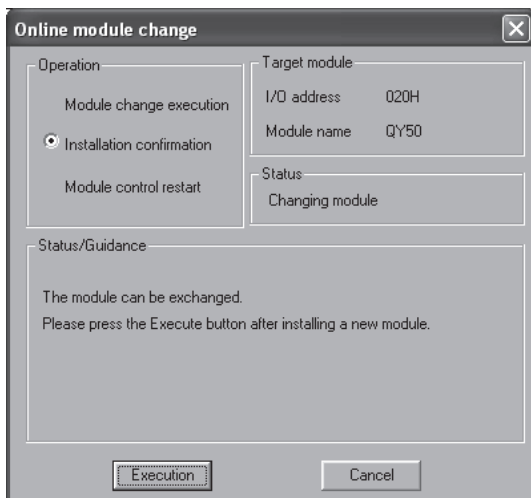 Online module change
Operation
Module change execution
Installation confirmation
Module control restart
Target module
I/O address 020H
Module name QY50
Status
Changing module
Status/Guidance
The module can be exchanged.
Please press the Execute button after installing a new module.
Execution
Cancel